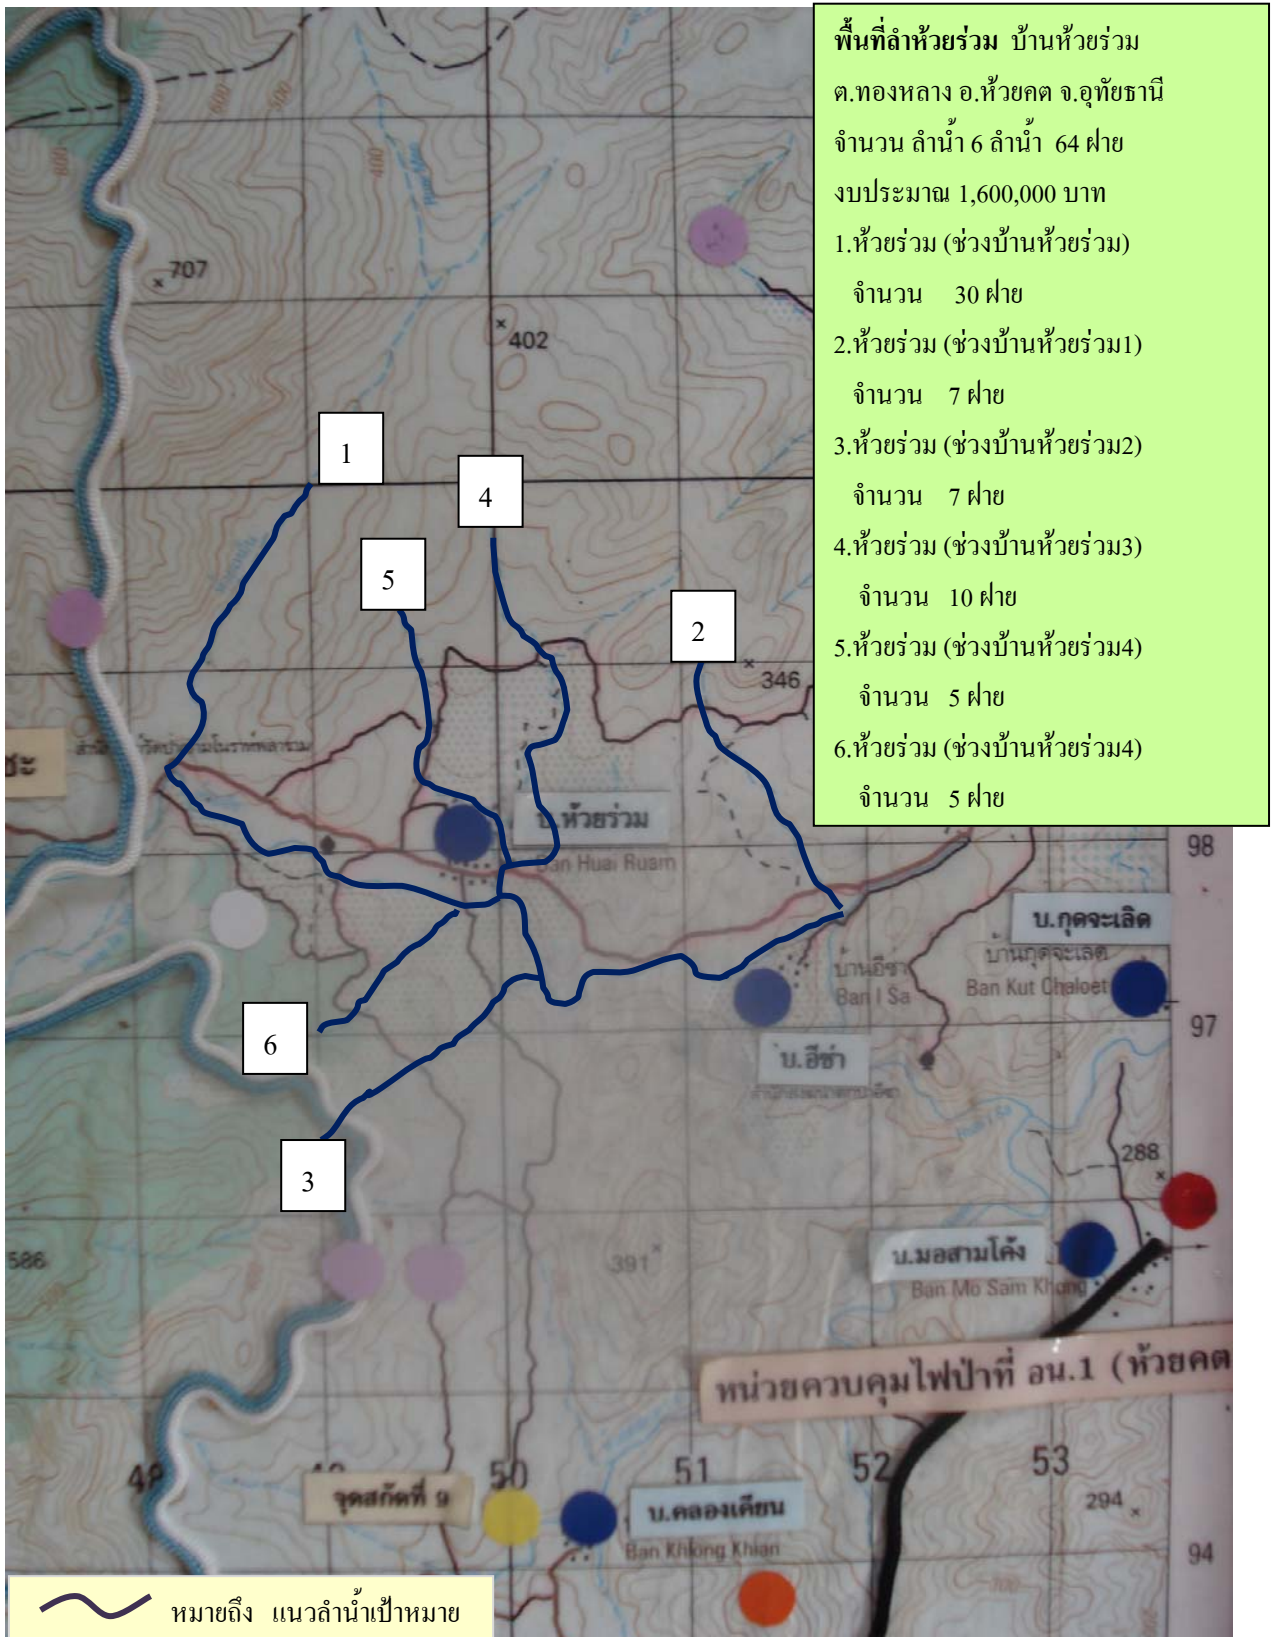 พื้นที่ลำห้วยร่วม บ้านห้วยร่วม
ต.ทองหลาง อ.ห้วยคต จ.อุทัยธานี
จำนวน ลำน้ำ 6 ลำน้ำ 64 ฝาย
งบประมาณ 1,600,000 บาท
1.ห้วยร่วม (ช่วงบ้านห้วยร่วม)
จำนวน 30 ฝาย
2.ห้วยร่วม (ช่วงบ้านห้วยร่วม1)
จำนวน 7 ฝาย
3.ห้วยร่วม (ช่วงบ้านห้วยร่วม2)
จำนวน 7 ฝาย
4.ห้วยร่วม (ช่วงบ้านห้วยร่วม3)
จำนวน 10 ฝาย
5.ห้วยร่วม (ช่วงบ้านห้วยร่วม4)
จำนวน 5 ฝาย
6.ห้วยร่วม (ช่วงบ้านห้วยร่วม4)
จำนวน 5 ฝาย
600
500
400
707
402
1
4
5
2
346
บ.ห้วยร่วม
Ban Huai Ruam
98
บ.กุดจะเลิด
บ้านกุดจะเลิด
Ban Kut Chaloet
บ้านอีซ่า
Ban I Sa
97
6
บ.อีซ่า
3
288
586
391
บ.มอสามโค้ง
Ban Mo Sam Khong
หน่วยควบคุมไฟป่าที่ อน.1 (ห้วยคต
48
50
51
52
53
จุดสกัดที่ 9
บ.คลองเคียน
Ban Khlong Khian
294
94
หมายถึง แนวลำน้ำเป้าหมาย